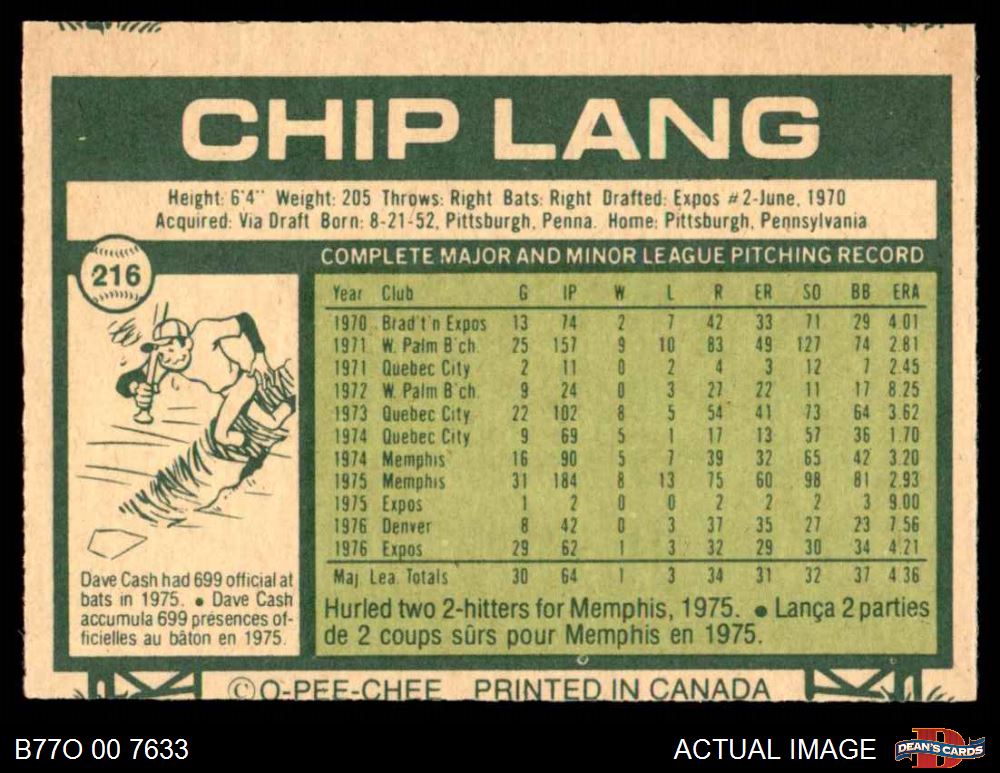 CHIP LANG
Height: 6'4" Weight: 205 Throws: Right Bats: Right Drafted: Expos #2-June, 1970
Acquired: Via Draft Born: 8-21-52, Pittsburgh, Penna. Home: Pittsburgh, Pennsylvania
216
COMPLETE MAJOR AND MINOR LEAGUE PITCHING RECORD
Year Club G IP W L R ER SO BB ERA
1970 Brad't'n Expos 13 74 2 7 42 33 71 29 4.01
1971 W. Palm B'ch. 25 157 9 10 83 49 127 74 2.81
1971 Quebec City 2 11 0 2 4 3 12 7 2.45
1972 W. Palm B'ch. 9 24 0 3 27 22 11 17 8.25
1973 Quebec City 22 102 8 5 54 41 73 64 3.62
1974 Quebec City 9 69 5 1 17 13 57 36 1.70
1974 Memphis 16 90 5 7 39 32 65 42 3.20
1975 Memphis 31 184 8 13 75 60 98 81 2.93
1975 Expos 1 2 0 0 2 2 2 3 9.00
1976 Denver 8 42 0 3 37 35 27 23 7.56
1976 Expos 29 62 1 3 32 29 30 34 4.21
Maj. Lea. Totals 30 64 1 3 34 31 32 37 4.36
Hurled two 2-hitters for Memphis, 1975. ● Lança 2 parties
de 2 coups sûrs pour Memphis en 1975.
Dave Cash had 699 official at
bats in 1975. ● Dave Cash
accumula 699 présences of-
ficielles au bâton en 1975.
© O-PEE-CHEE PRINTED IN CANADA
B77O 00 7633
ACTUAL IMAGE
DEAN'S CARDS